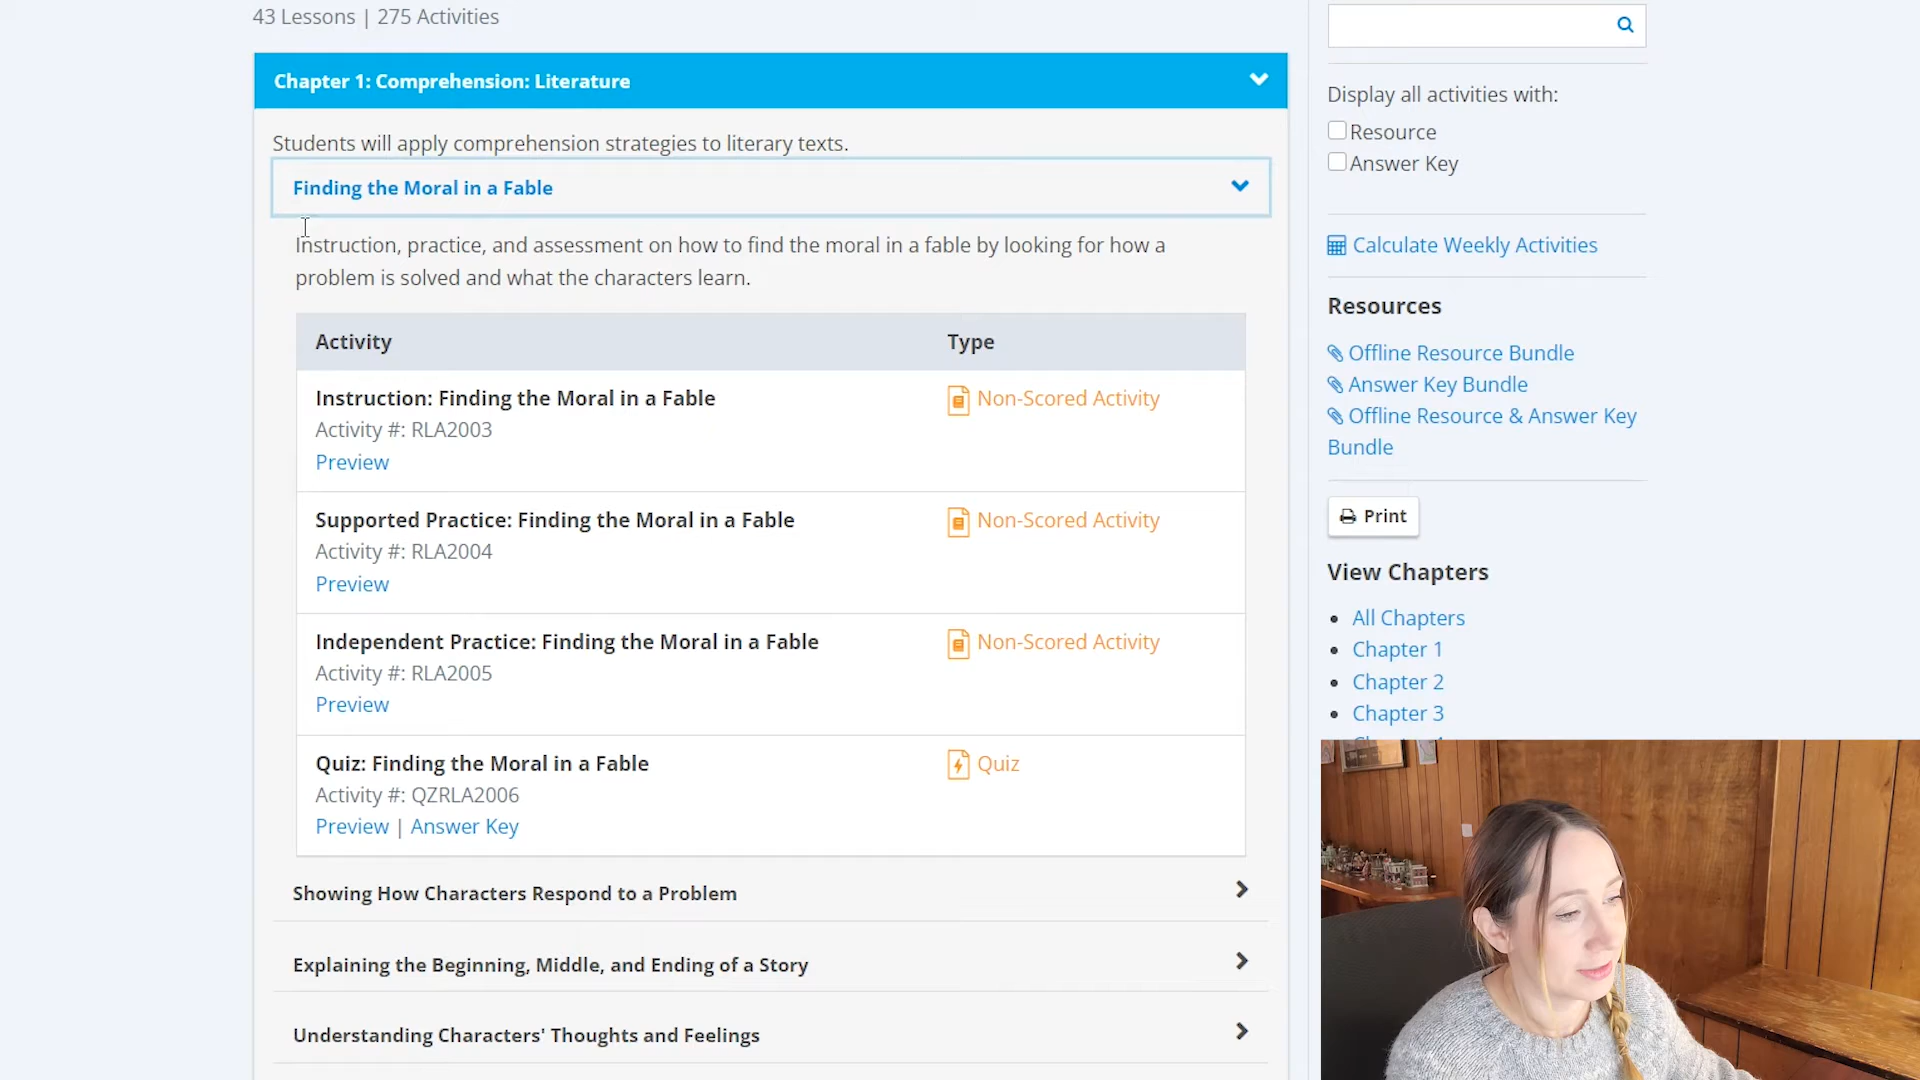 43 Lessons | 275 Activities
Chapter 1: Comprehension: Literature
Students will apply comprehension strategies to literary texts.
Finding the Moral in a Fable
Instruction, practice, and assessment on how to find the moral in a fable by looking for how a
problem is solved and what the characters learn.
Activity Type
Instruction: Finding the Moral in a Fable Non-Scored Activity
Activity #: RLA2003
Preview
Supported Practice: Finding the Moral in a Fable Non-Scored Activity
Activity #: RLA2004
Preview
Independent Practice: Finding the Moral in a Fable Non-Scored Activity
Activity #: RLA2005
Preview
Quiz: Finding the Moral in a Fable Quiz
Activity #: QZRLA2006
Preview | Answer Key
Showing How Characters Respond to a Problem
Explaining the Beginning, Middle, and Ending of a Story
Understanding Characters' Thoughts and Feelings
Display all activities with:
Resource
Answer Key
Calculate Weekly Activities
Resources
Offline Resource Bundle
Answer Key Bundle
Offline Resource & Answer Key
Bundle
Print
View Chapters
All Chapters
Chapter 1
Chapter 2
Chapter 3